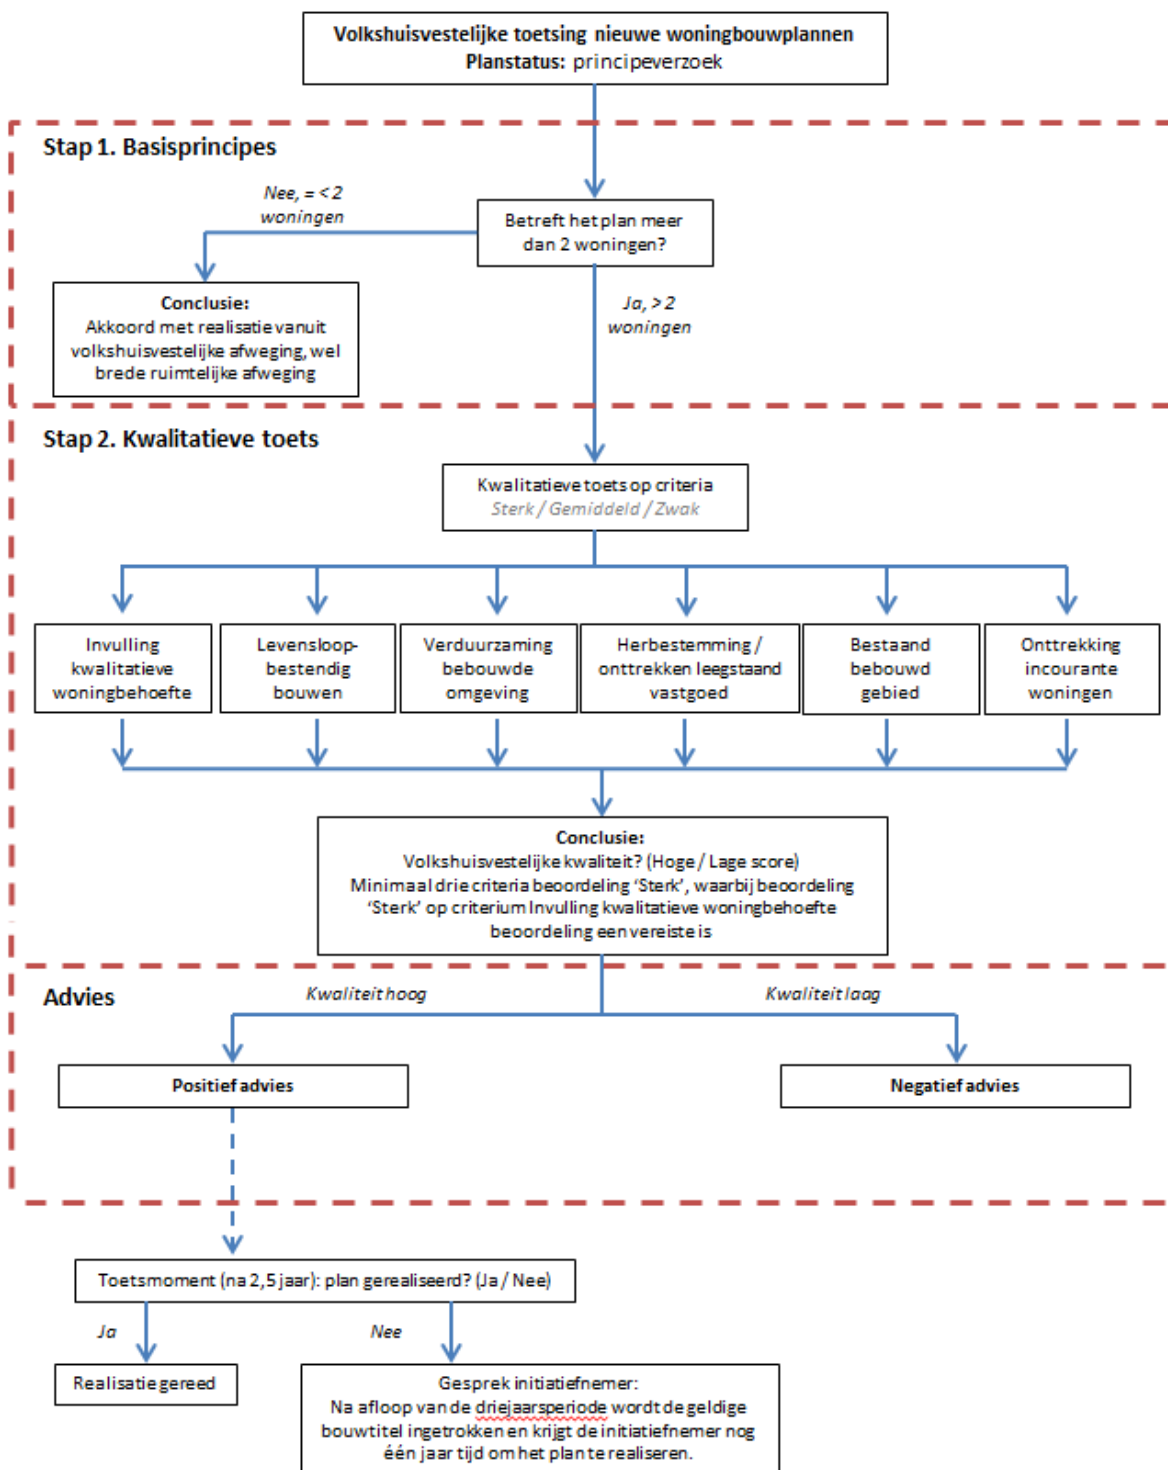 Volkshuisvestelijke toetsing nieuwe woningbouwplannen
Planstatus: principeverzoek
Stap 1. Basisprincipes
Nee, = < 2
woningen
Betreft het plan meer
dan 2 woningen?
Conclusie:
Akkoord met realisatie vanuit
volkshuisvestelijke afweging, wel
brede ruimtelijke afweging
Ja, > 2
woningen
Stap 2. Kwalitatieve toets
Kwalitatieve toets op criteria
Sterk / Gemiddeld / Zwak
Invulling
kwalitatieve
woningbehoefte
Levensloop-
bestendig
bouwen
Verduurzaming
bebouwde
omgeving
Herbestemming /
onttrekken leegstaand
vastgoed
Bestaand
bebouwd
gebied
Onttrekking
incourante
woningen
Conclusie:
Volkshuisvestelijke kwaliteit? (Hoge / Lage score)
Minimaal drie criteria beoordeling ‘Sterk’, waarbij beoordeling
‘Sterk’ op criterium Invulling kwalitatieve woningbehoefte
beoordeling een vereiste is
Advies
Kwaliteit hoog
Kwaliteit laag
Positief advies
Negatief advies
Toetsmoment (na 2,5 jaar): plan gerealiseerd? (Ja / Nee)
Ja
Nee
Realisatie gereed
Gesprek initiatiefnemer:
Na afloop van de driejaarsperiode wordt de geldige
bouwtitel ingetrokken en krijgt de initiatiefnemer nog
één jaar tijd om het plan te realiseren.